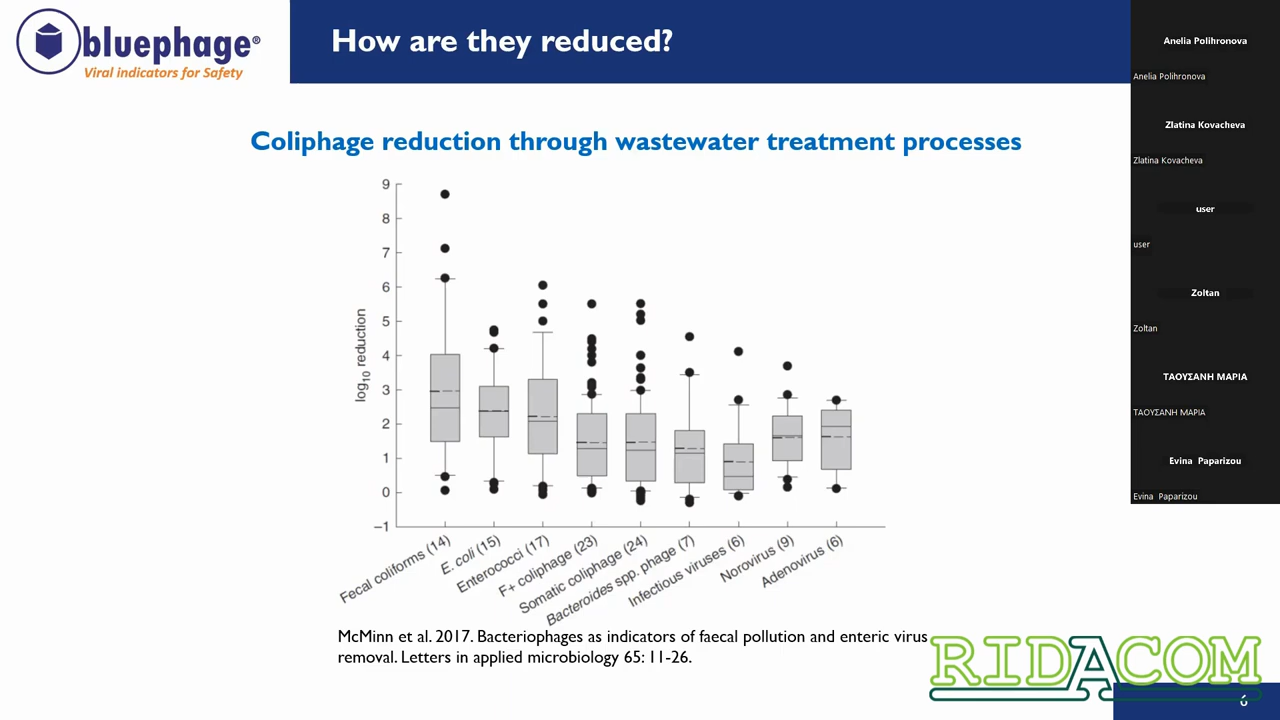 bluephage®
Viral indicators for Safety
How are they reduced?
Coliphage reduction through wastewater treatment processes
9
8
7
6
5
4
3
2
1
0
−1
log10 reduction
Fecal coliforms (14)
E. coli (15)
Enterococci (17)
F+ coliphage (23)
Somatic coliphage (24)
Bacteroides spp. phage (7)
Infectious viruses (6)
Norovirus (9)
Adenovirus (6)
McMinn et al. 2017. Bacteriophages as indicators of faecal pollution and enteric virus
removal. Letters in applied microbiology 65: 11-26.
RIDACOM
6
Anelia Polihronova
Anelia Polihronova
Zlatina Kovacheva
Zlatina Kovacheva
user
user
Zoltan
Zoltan
ΤΑΟΥΣΑΝΗ ΜΑΡΙΑ
ΤΑΟΥΣΑΝΗ ΜΑΡΙΑ
Evina Paparizou
Evina Paparizou